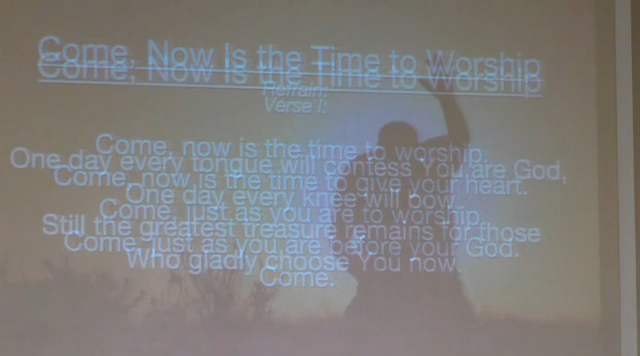 Come, Now Is the Time to Worship
Come, Now Is the Time to Worship
Refrain:
Verse I:
Come, now is the time to worship.
One day every tongue will confess You are God,
Come, now is the time to give your heart.
One day every knee will bow.
Come, just as you are to worship.
Still the greatest treasure remains for those
Come, just as you are before your God.
Who gladly choose You now
Come.